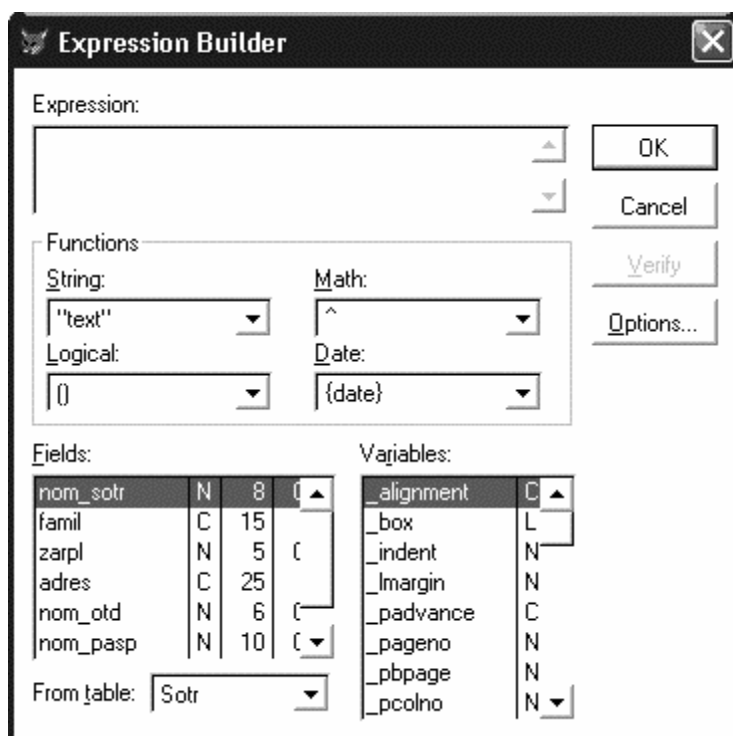 Expression Builder
Expression:
OK
Cancel
Functions
String:
Math:
Verify
"text"
^
Options...
Logical:
Date:
()
{date}
Fields:
Variables:
nom_sotr N 8
famil C 15
zarpl N 5
adres C 25
nom_otd N 6
nom_pasp N 10
_alignment C
_box L
_indent N
_lmargin N
_padvance C
_pageno N
_pbpage N
_pcolno N
From table: Sotr